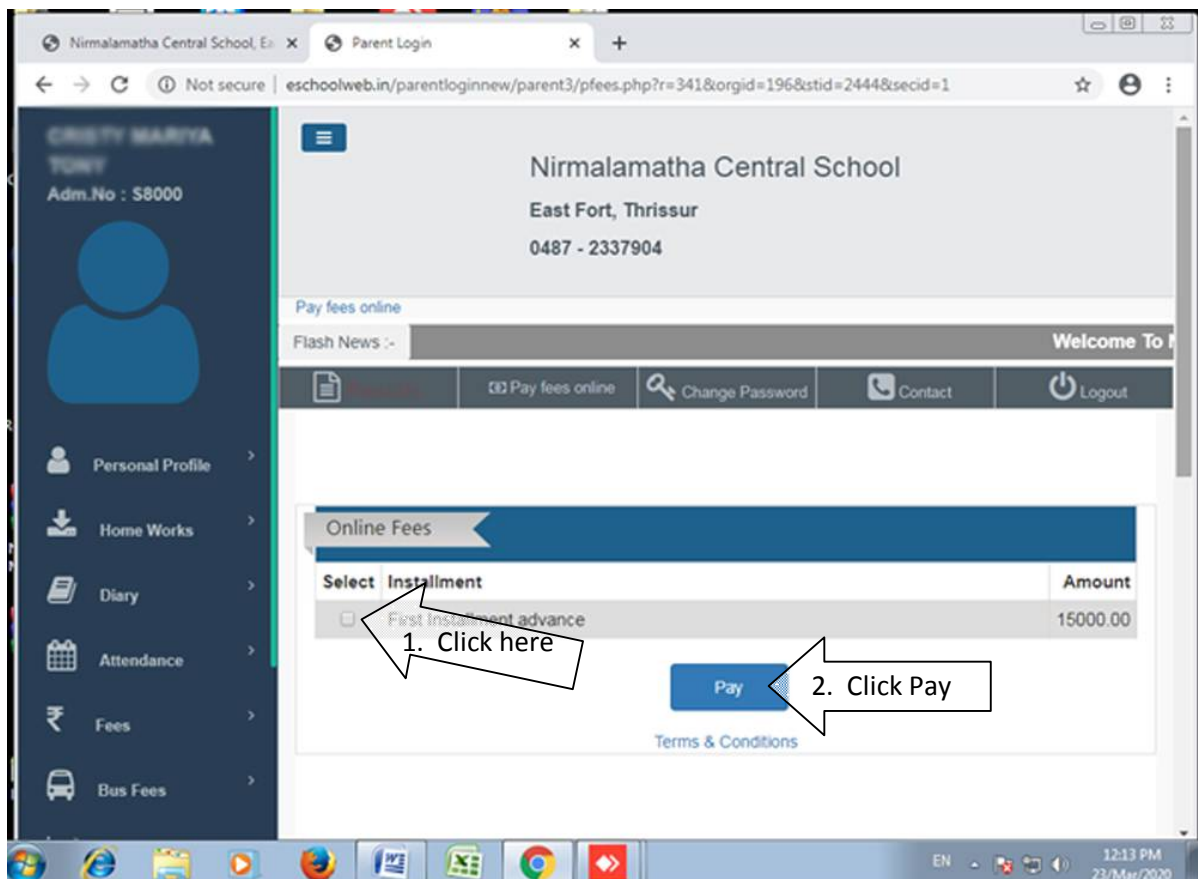 Nirmalamatha Central School, Ea
Parent Login
Not secure
eschoolweb.in/parentloginnew/parent3/pfees.php?r=341&orgid=196&stid=2444&secid=1
Adm.No : S8000
Nirmalamatha Central School
East Fort, Thrissur
0487 - 2337904
Pay fees online
Flash News :-
Welcome To
Pay fees online
Change Password
Contact
Logout
Personal Profile
Home Works
Diary
Attendance
Fees
Bus Fees
Online Fees
Select Installment Amount
First Installment advance 15000.00
1. Click here
Pay
2. Click Pay
Terms & Conditions
EN
12:13 PM
23/Mar/2020